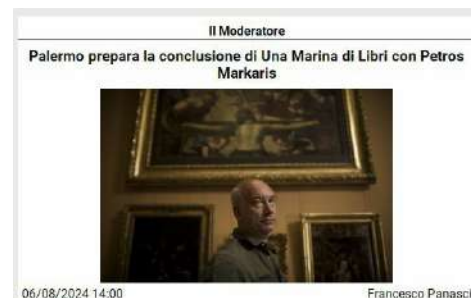 Il Moderatore
Palermo prepara la conclusione di Una Marina di Libri con Petros
Markaris
06/08/2024 14:00
Francesco Panasci